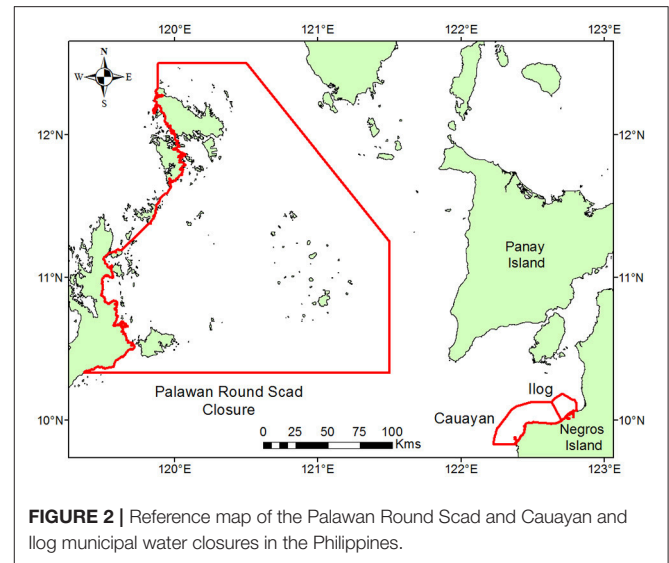 120°E 121°E 122°E 123°E
N
W E
S
12°N 12°N
Panay
Island
11°N 11°N
Palawan Round Scad
Closure
Ilog
10°N Cauayan Negros
Island 10°N
0 25 50 75 100
Kms
120°E 121°E 122°E 123°E
FIGURE 2 | Reference map of the Palawan Round Scad and Cauayan and
Ilog municipal water closures in the Philippines.